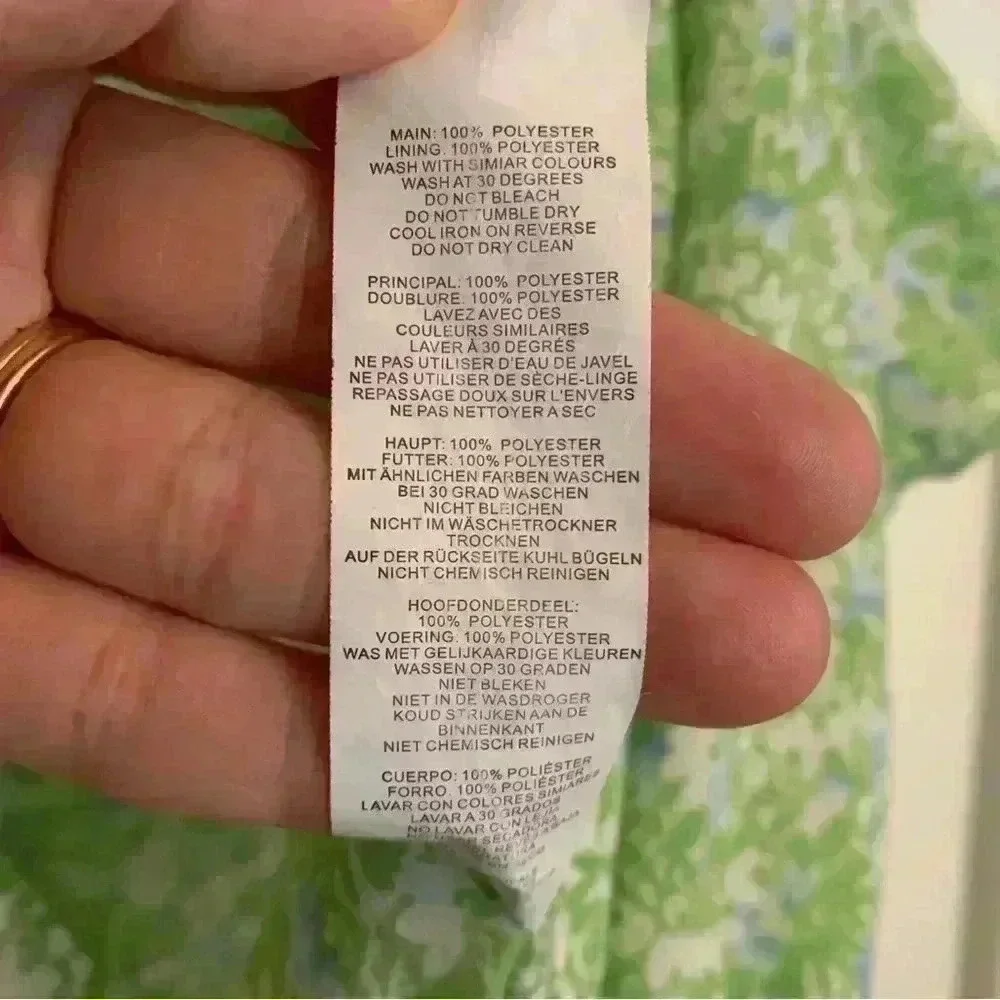 MAIN: 100% POLYESTER
LINING. 100% POLYESTER
WASH WITH SIMIAR COLOURS
WASH AT 30 DEGREES
DO NOT BLEACH
DO NOT TUMBLE DRY
COOL IRON ON REVERSE
DO NOT DRY CLEAN
PRINCIPAL: 100% POLYESTER
DOUBLURE. 100% POLYESTER
LAVEZ AVEC DES
COULEURS SIMILAIRES
LAVER À 30 DEGRÉS
NE PAS UTILISER D'EAU DE JAVEL
NE PAS UTILISER DE SÈCHE-LINGE
REPASSAGE DOUX SUR L'ENVERS
NE PAS NETTOYER A SEC
HAUPT: 100% POLYESTER
FUTTER: 100% POLYESTER
MIT ÄHNLICHEN FARBEN WASCHEN
BEI 30 GRAD WASCHEN
NICHT BLEICHEN
NICHT IM WÄSCHETROCKNER
TROCKNEN
AUF DER RÜCKSEITE KUHL BÜGELN
NICHT CHEMISCH REINIGEN
HOOFDONDERDEEL:
100% POLYESTER
VOERING. 100% POLYESTER
WAS MET GELIJKAARDIGE KLEUREN
WASSEN OP 30 GRADEN
NIET BLEKEN
NIET IN DE WASDROGER
KOUD STRIJKEN AAN DE
BINNENKANT
NIET CHEMISCH REINIGEN
CUERPO: 100% POLIÉSTER
FORRO. 100% POLIÉSTER
LAVAR CON COLORES SIMIARES
LAVAR A 30 GRADOS
NO LAVAR CON LEJIA
SECADORA